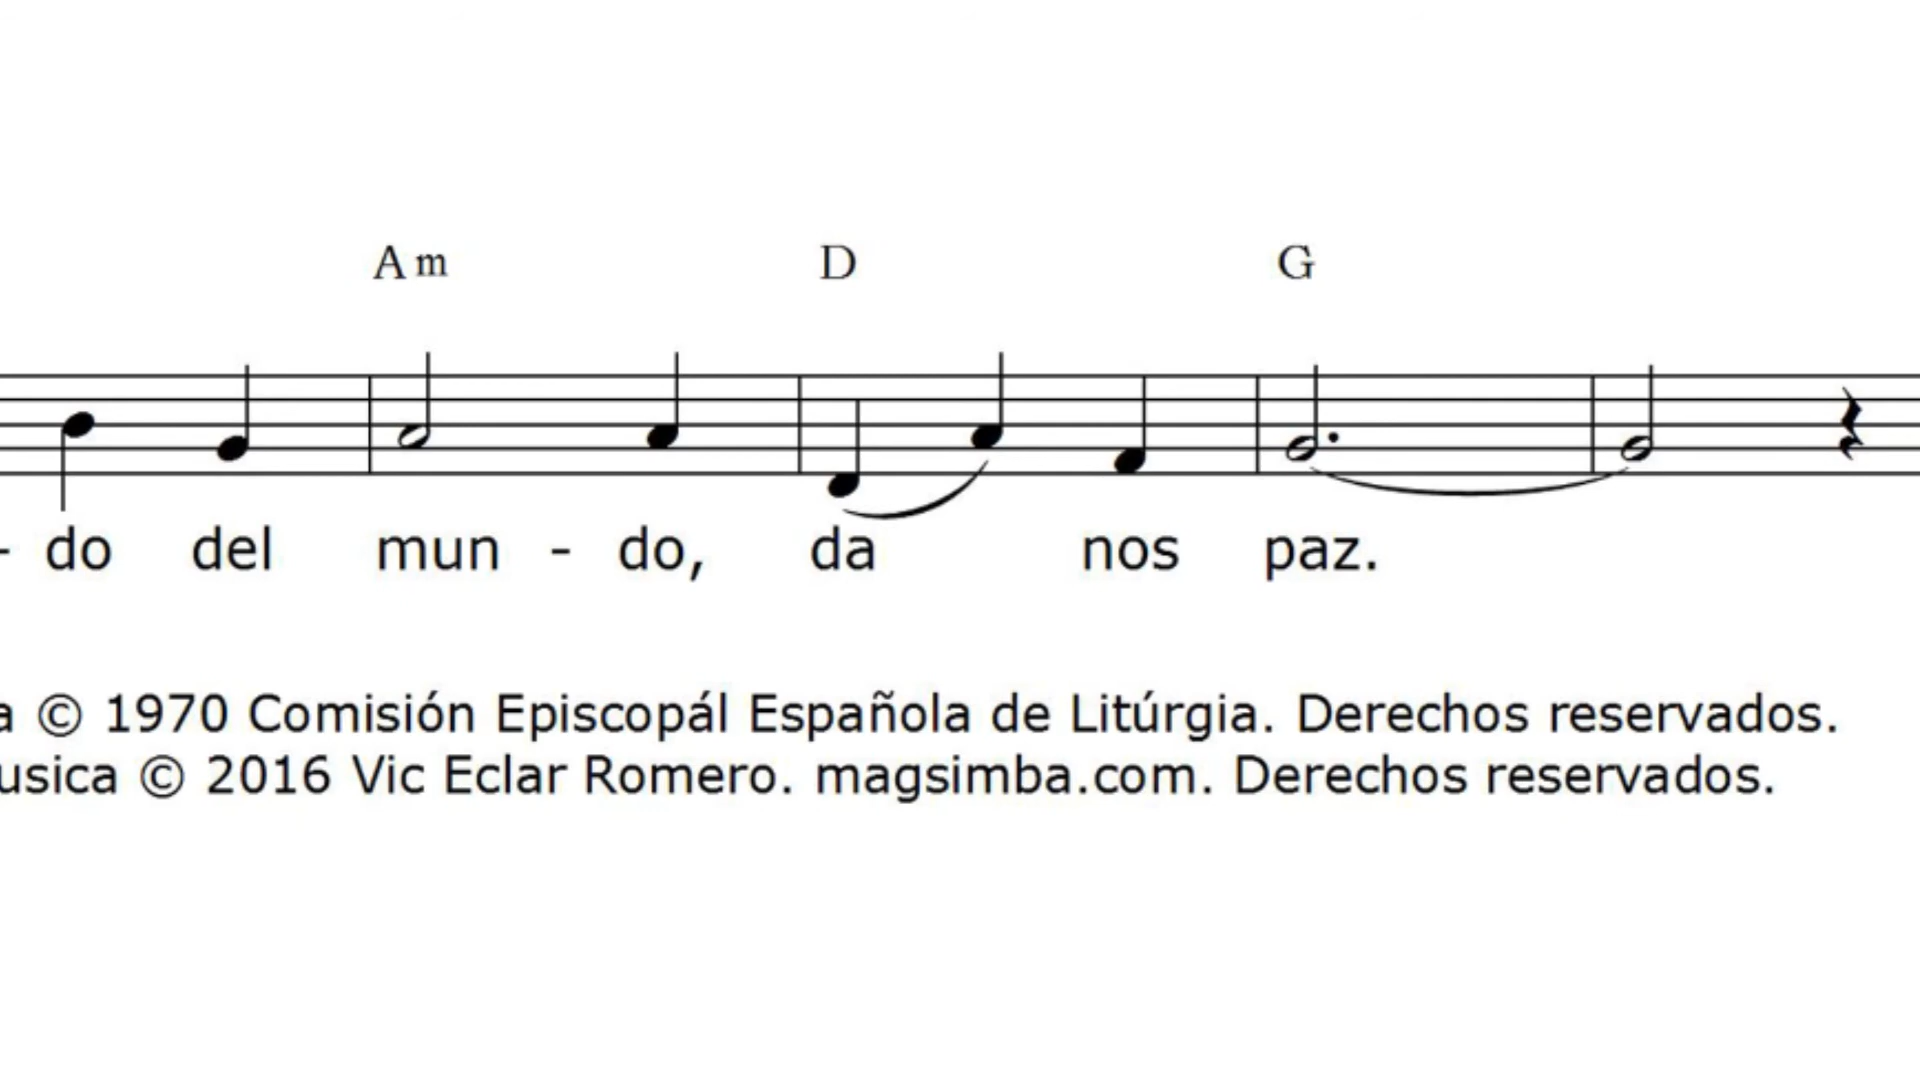 Am D G
- do del mun - do, da nos paz.
a © 1970 Comisión Episcopál Española de Litúrgia. Derechos reservados.
usica © 2016 Vic Eclar Romero. magsimba.com. Derechos reservados.